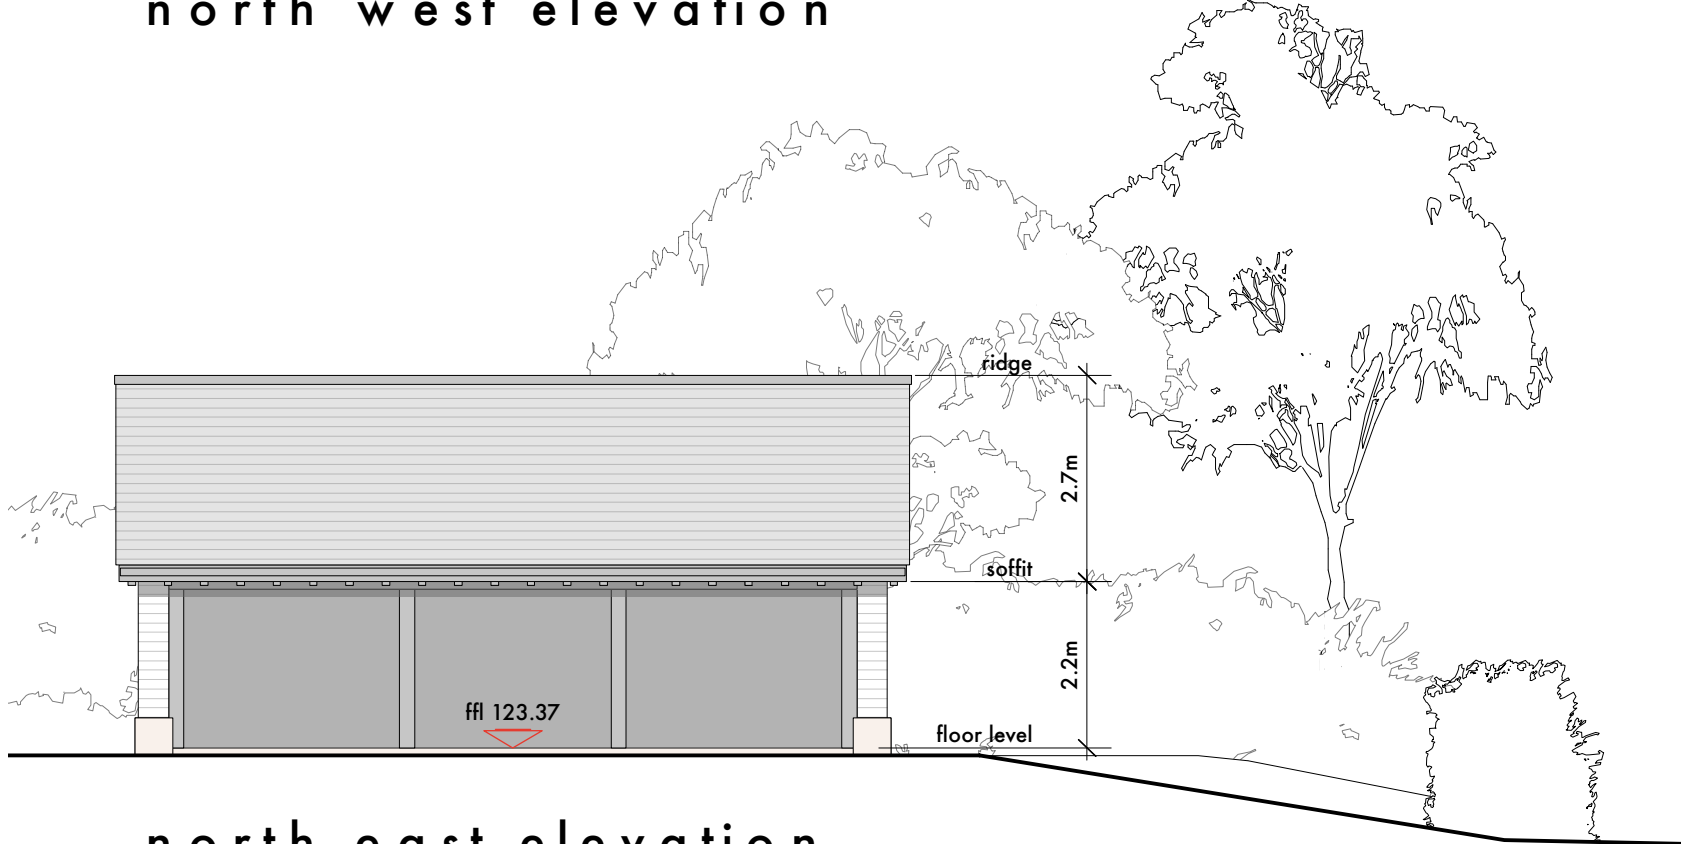 north west elevation
ridge
2.7m
soffit
2.2m
ffl 123.37
floor level
north east elevation